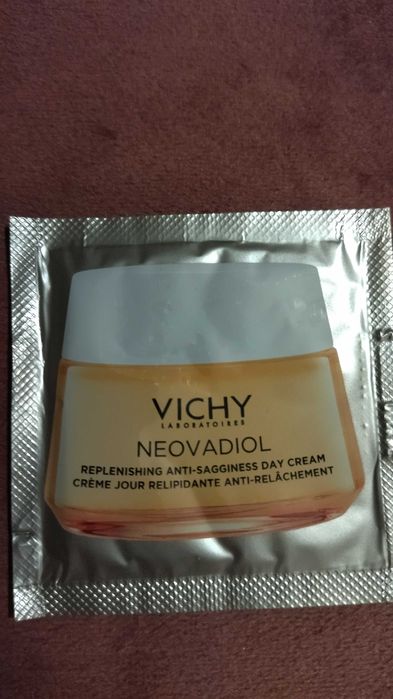 VICHY
LABORATOIRES
NEOVADIOL
REPLENISHING ANTI-SAGGINESS DAY CREAM
CRÈME JOUR RELIPIDANTE ANTI-RELÂCHEMENT